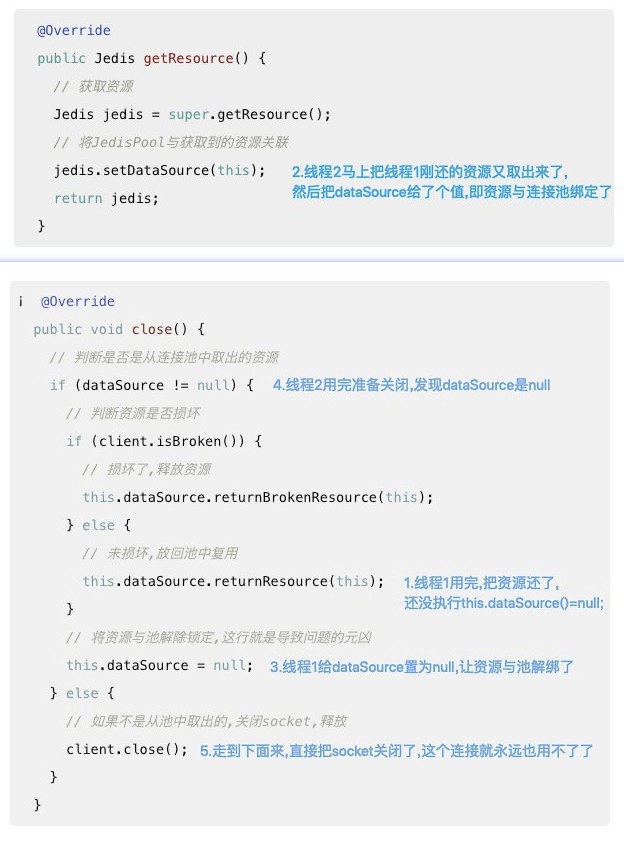 @Override
public Jedis getResource() {
// 获取资源
Jedis jedis = super.getResource();
// 将JedisPool与获取到的资源关联
jedis.setDataSource(this); 2.线程2马上把线程1刚还的资源又取出来了,
return jedis; 然后把dataSource给了个值,即资源与连接池绑定了
}
i @Override
public void close() {
// 判断是否是从连接池中取出的资源
if (dataSource != null) { 4.线程2用完准备关闭,发现dataSource是null
// 判断资源是否损坏
if (client.isBroken()) {
// 损坏了,释放资源
this.dataSource.returnBrokenResource(this);
} else {
// 未损坏,放回池中复用
this.dataSource.returnResource(this); 1.线程1用完,把资源还了,
} 还没执行this.dataSource()=null;
// 将资源与池解除锁定,这行就是导致问题的元凶
this.dataSource = null; 3.线程1给dataSource置为null,让资源与池解绑了
} else {
// 如果不是从池中取出的,关闭socket,释放
client.close(); 5.走到下面来,直接把socket关闭了,这个连接就永远也用不了了
}
}